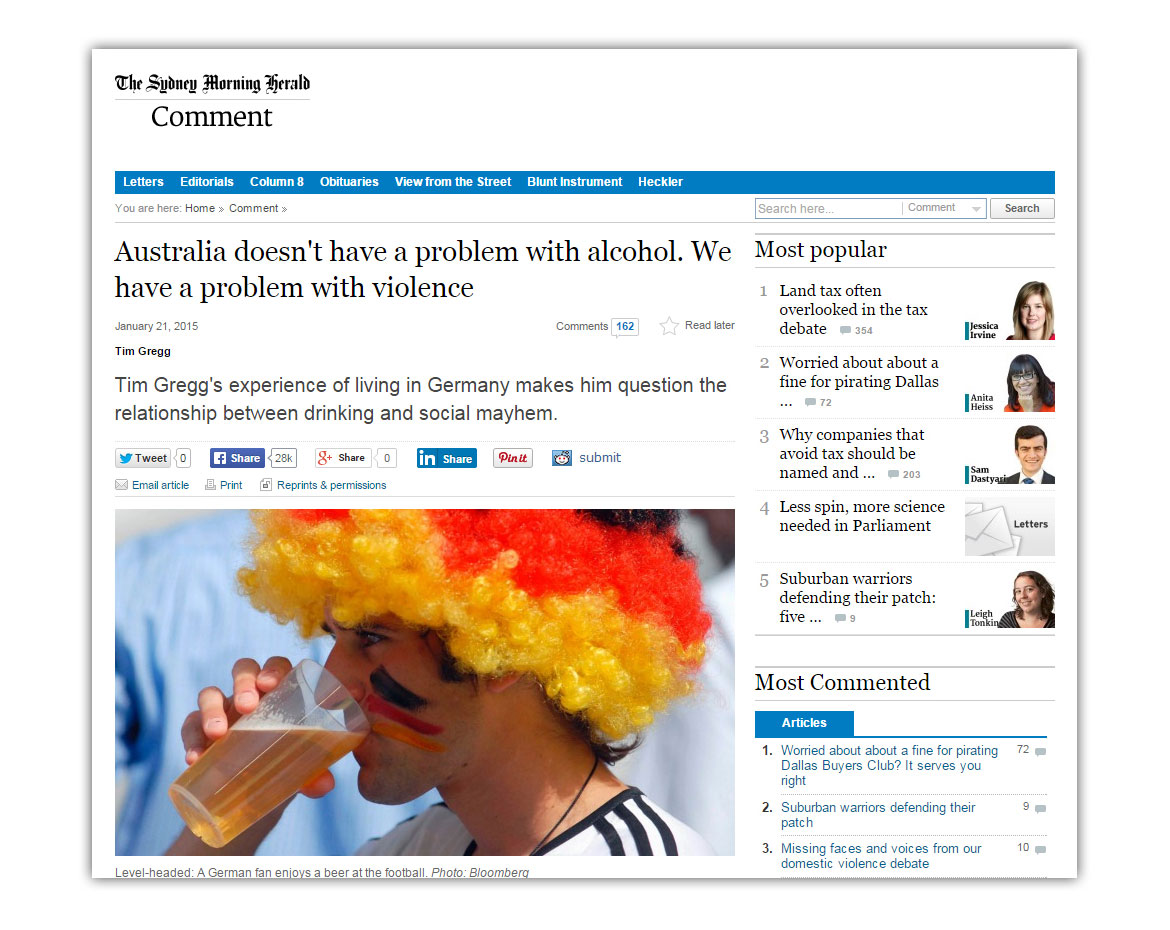 The Sydney Morning Herald
Comment
Letters Editorials Column 8 Obituaries View from the Street Blunt Instrument Heckler
You are here: Home » Comment »
Search here... Comment Search
Australia doesn't have a problem with alcohol. We
have a problem with violence
January 21, 2015
Comments 162 Read later
Tim Gregg
Tim Gregg's experience of living in Germany makes him question the
relationship between drinking and social mayhem.
Tweet 0 Share 28k Share 0 Share Pin it submit
Email article Print Reprints & permissions
Level-headed: A German fan enjoys a beer at the football. Photo: Bloomberg
Most popular
1 Land tax often
overlooked in the tax
debate 354
Jessica
Irvine
2 Worried about about a
fine for pirating Dallas
... 72
Anita
Heiss
3 Why companies that
avoid tax should be
named and ... 203
Sam
Dastyari
4 Less spin, more science
needed in Parliament
Letters
5 Suburban warriors
defending their patch:
five ... 9
Leigh
Tonkin
Most Commented
Articles
1. Worried about about a fine for pirating 72
Dallas Buyers Club? It serves you
right
2. Suburban warriors defending their 9
patch
3. Missing faces and voices from our 10
domestic violence debate